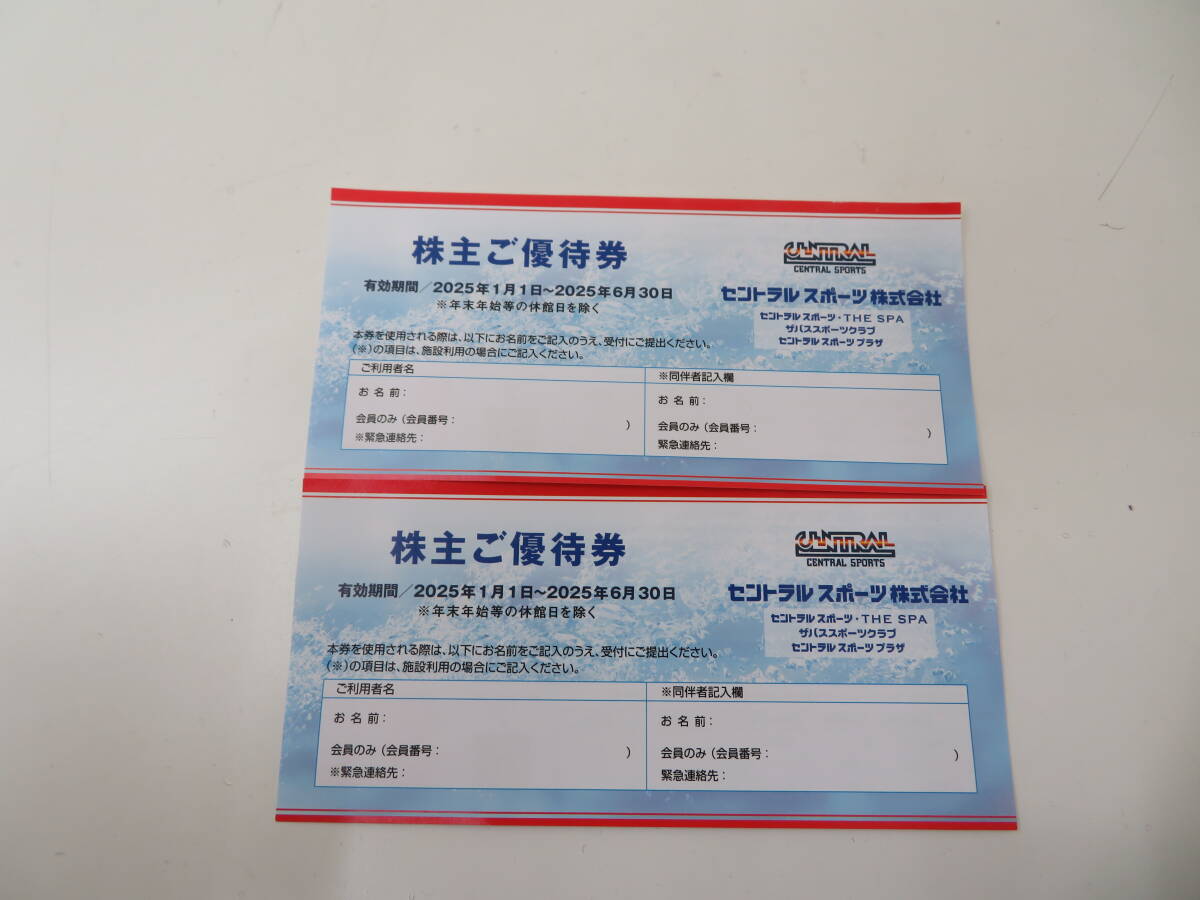 株主ご優待券
有効期間/2025年1月1日~2025年6月30日
※年末年始等の休館日を除く
CENTRAL
CENTRAL SPORTS
セントラルスポーツ株式会社
セントラルスポーツ・THE SPA
ザバススポーツクラブ
セントラルスポーツプラザ
本券を使用される際は、以下にお名前をご記入のうえ、受付にご提出ください。
(※)の項目は、施設利用の場合にご記入ください。
ご利用者名
お名前:
会員のみ(会員番号: )
※緊急連絡先:
※同伴者記入欄
お名前:
会員のみ(会員番号: )
緊急連絡先:
株主ご優待券
有効期間/2025年1月1日~2025年6月30日
※年末年始等の休館日を除く
CENTRAL
CENTRAL SPORTS
セントラルスポーツ株式会社
セントラルスポーツ・THE SPA
ザバススポーツクラブ
セントラルスポーツプラザ
本券を使用される際は、以下にお名前をご記入のうえ、受付にご提出ください。
(※)の項目は、施設利用の場合にご記入ください。
ご利用者名
お名前:
会員のみ(会員番号: )
※緊急連絡先:
※同伴者記入欄
お名前:
会員のみ(会員番号: )
緊急連絡先: